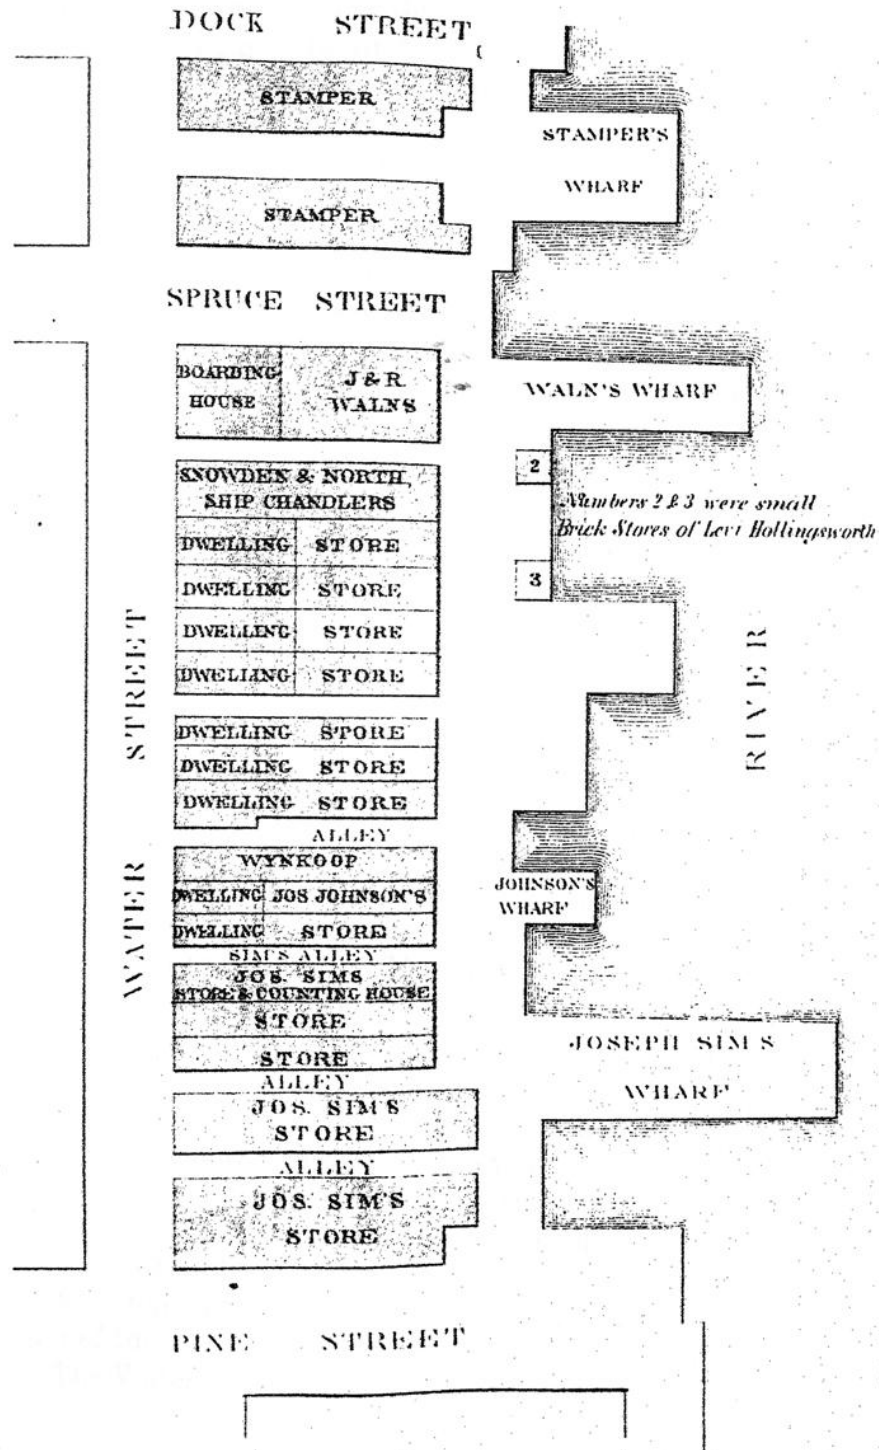 DOCK STREET
STAMPER
STAMPER'S
WHARF
STAMPER
SPRUCE STREET
BOARDING
HOUSE
J & R
WALNS
WALN'S WHARF
SNOWDEN & NORTH,
SHIP CHANDLERS
2
Numbers 2 & 3 were small
Brick Stores of Levi Hollingsworth
DWELLING STORE
DWELLING STORE
3
DWELLING STORE
DWELLING STORE
DWELLING STORE
DWELLING STORE
DWELLING STORE
ALLEY
WATER STREET
RIVER
WYNKOOP
DWELLING JOS JOHNSON'S
DWELLING STORE
JOHNSON'S
WHARF
SIM'S ALLEY
JOS. SIMS
STORE & COUNTING HOUSE
STORE
STORE
JOSEPH SIMS
WHARF
ALLEY
JOS. SIM'S
STORE
ALLEY
JOS. SIM'S
STORE
PINE STREET